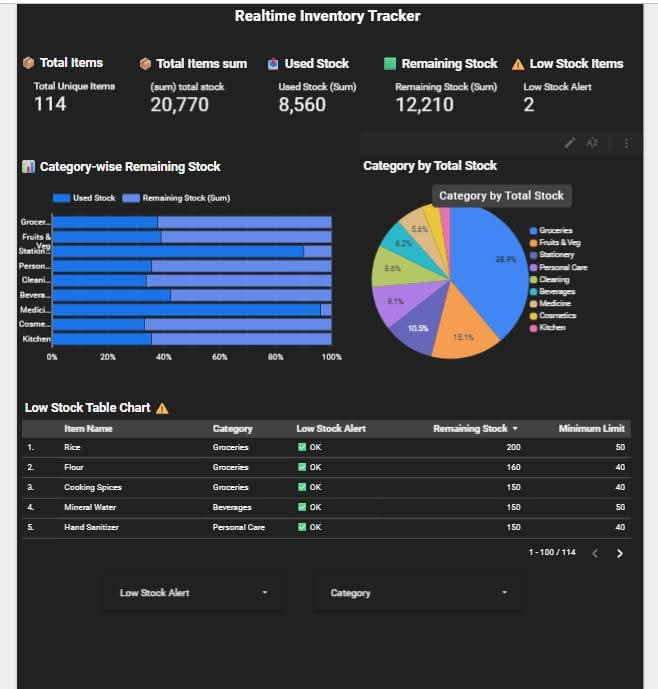 Realtime Inventory Tracker
Total Items
Total Items sum
Used Stock
Remaining Stock
Low Stock Items
Total Unique Items
(sum) total stock
Used Stock (Sum)
Remaining Stock (Sum)
Low Stock Alert
114
20,770
8,560
12,210
2
Category-wise Remaining Stock
Used Stock
Remaining Stock (Sum)
Grocer...
Fruits &
Veg
Station...
Person...
Cleani...
Bevera...
Medici...
Cosme...
Kitchen
0% 20% 40% 60% 80% 100%
Category by Total Stock
Category by Total Stock
38.9%
15.1%
10.5%
9.1%
8.6%
6.2%
5.6%
Groceries
Fruits & Veg
Stationery
Personal Care
Cleaning
Beverages
Medicine
Cosmetics
Kitchen
Low Stock Table Chart
Item Name Category Low Stock Alert Remaining Stock Minimum Limit
1. Rice Groceries OK 200 50
2. Flour Groceries OK 160 40
3. Cooking Spices Groceries OK 150 40
4. Mineral Water Beverages OK 150 50
5. Hand Sanitizer Personal Care OK 150 40
1 - 100 / 114
Low Stock Alert
Category